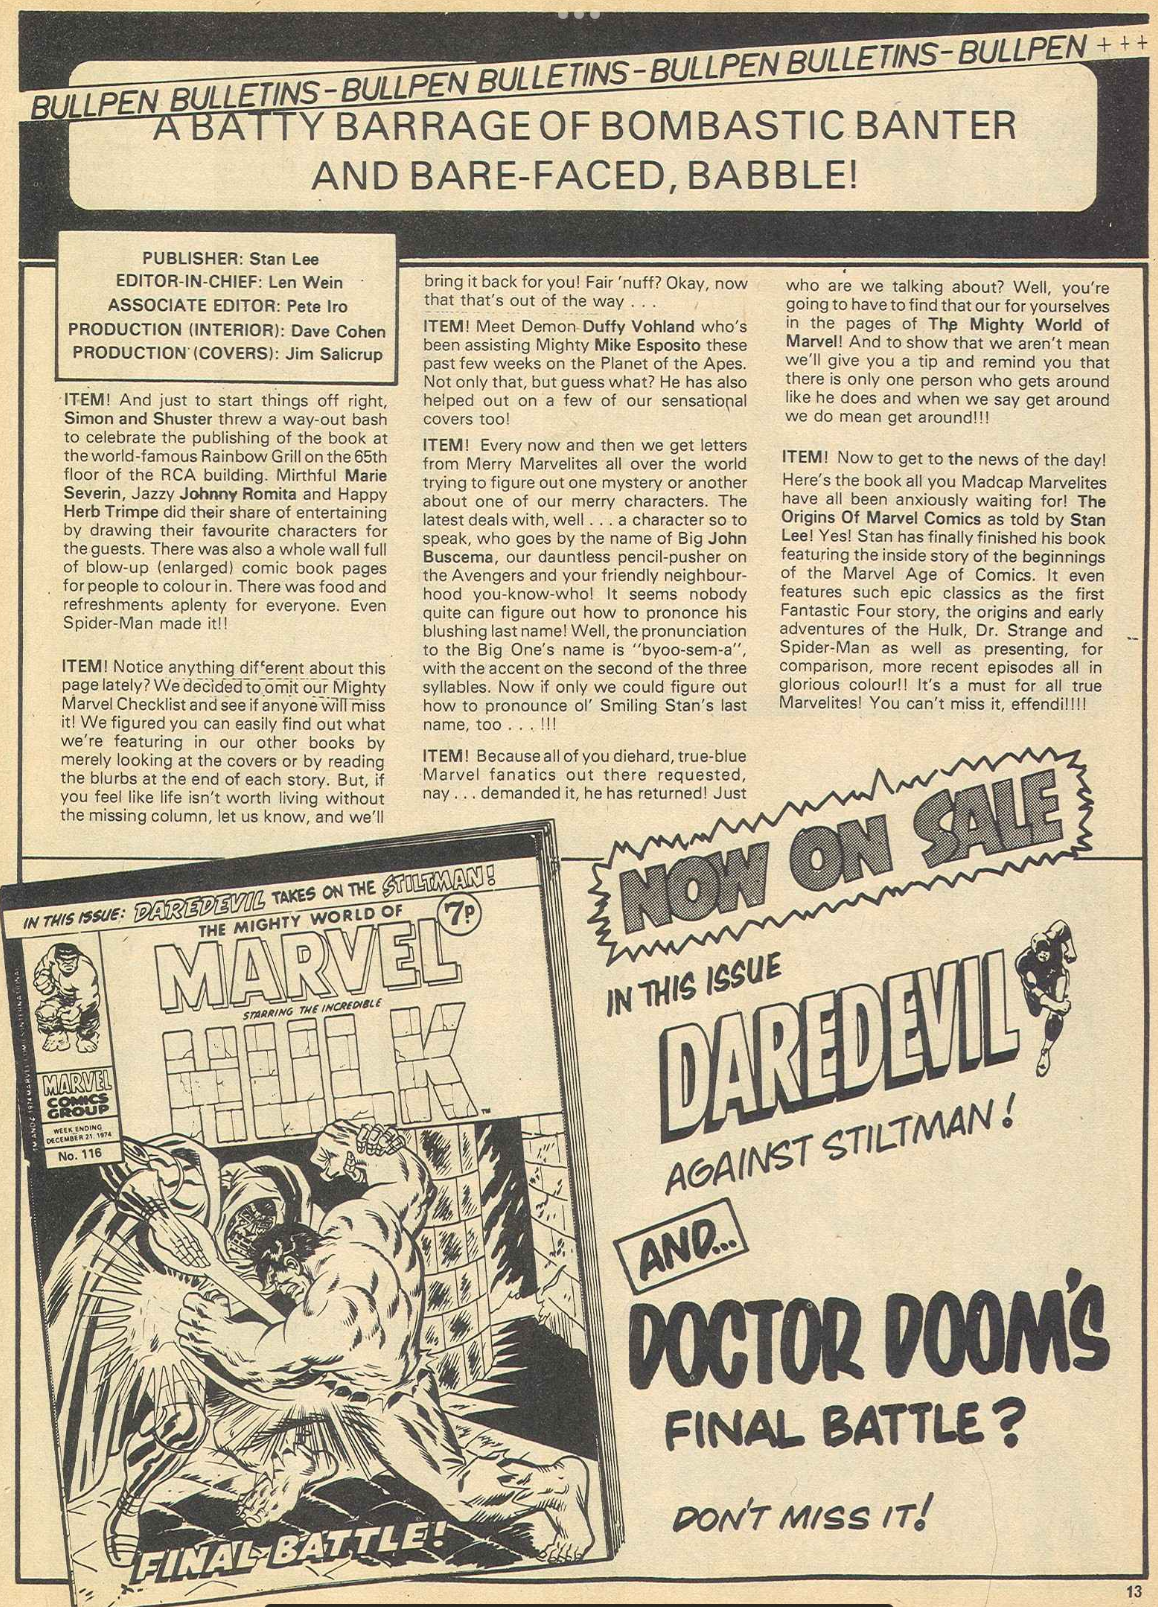 BULLPEN BULLETINS-BULLPEN BULLETINS-BULLPEN BULLETINS-BULLPEN +++
A BATTY BARRAGE OF BOMBASTIC BANTER
AND BARE-FACED, BABBLE!
PUBLISHER: Stan Lee
EDITOR-IN-CHIEF: Len Wein
ASSOCIATE EDITOR: Pete Iro
PRODUCTION (INTERIOR): Dave Cohen
PRODUCTION (COVERS): Jim Salicrup
ITEM! And just to start things off right,
Simon and Shuster threw a way-out bash
to celebrate the publishing of the book at
the world-famous Rainbow Grill on the 65th
floor of the RCA building. Mirthful Marie
Severin, Jazzy Johnny Romita and Happy
Herb Trimpe did their share of entertaining
by drawing their favourite characters for
the guests. There was also a whole wall full
of blow-up (enlarged) comic book pages
for people to colour in. There was food and
refreshments aplenty for everyone. Even
Spider-Man made it!!
ITEM! Notice anything different about this
page lately? We decided to omit our Mighty
Marvel Checklist and see if anyone will miss
it! We figured you can easily find out what
we're featuring in our other books by
merely looking at the covers or by reading
the blurbs at the end of each story. But, if
you feel like life isn't worth living without
the missing column, let us know, and we'll
bring it back for you! Fair 'nuff? Okay, now
that that's out of the way . . .
ITEM! Meet Demon Duffy Vohland who's
been assisting Mighty Mike Esposito these
past few weeks on the Planet of the Apes.
Not only that, but guess what? He has also
helped out on a few of our sensational
covers too!
ITEM! Every now and then we get letters
from Merry Marvelites all over the world
trying to figure out one mystery or another
about one of our merry characters. The
latest deals with, well . . . a character so to
speak, who goes by the name of Big John
Buscema, our dauntless pencil-pusher on
the Avengers and your friendly neighbour-
hood you-know-who! It seems nobody
quite can figure out how to prononce his
blushing last name! Well, the pronunciation
to the Big One's name is "byoo-sem-a",
with the accent on the second of the three
syllables. Now if only we could figure out
how to pronounce ol' Smiling Stan's last
name, too . . . !!!
ITEM! Because all of you diehard, true-blue
Marvel fanatics out there requested,
nay . . . demanded it, he has returned! Just
who are we talking about? Well, you're
going to have to find that our for yourselves
in the pages of The Mighty World of
Marvel! And to show that we aren't mean
we'll give you a tip and remind you that
there is only one person who gets around
like he does and when we say get around
we do mean get around!!!
ITEM! Now to get to the news of the day!
Here's the book all you Madcap Marvelites
have all been anxiously waiting for! The
Origins Of Marvel Comics as told by Stan
Lee! Yes! Stan has finally finished his book
featuring the inside story of the beginnings
of the Marvel Age of Comics. It even
features such epic classics as the first
Fantastic Four story, the origins and early
adventures of the Hulk, Dr. Strange and
Spider-Man as well as presenting, for
comparison, more recent episodes all in
glorious colour!! It's a must for all true
Marvelites! You can't miss it, effendi!!!!
IN THIS ISSUE: DAREDEVIL TAKES ON THE STILTMAN!
THE MIGHTY WORLD OF
7p
MARVEL
STARRING THE INCREDIBLE
HULK
TM
MARVEL
COMICS
GROUP
WEEK ENDING
DECEMBER 21, 1974
No. 116
FINAL BATTLE!
NOW ON SALE
IN THIS ISSUE
DAREDEVIL
AGAINST STILTMAN!
AND...
DOCTOR DOOM'S
FINAL BATTLE?
DON'T MISS IT!
13